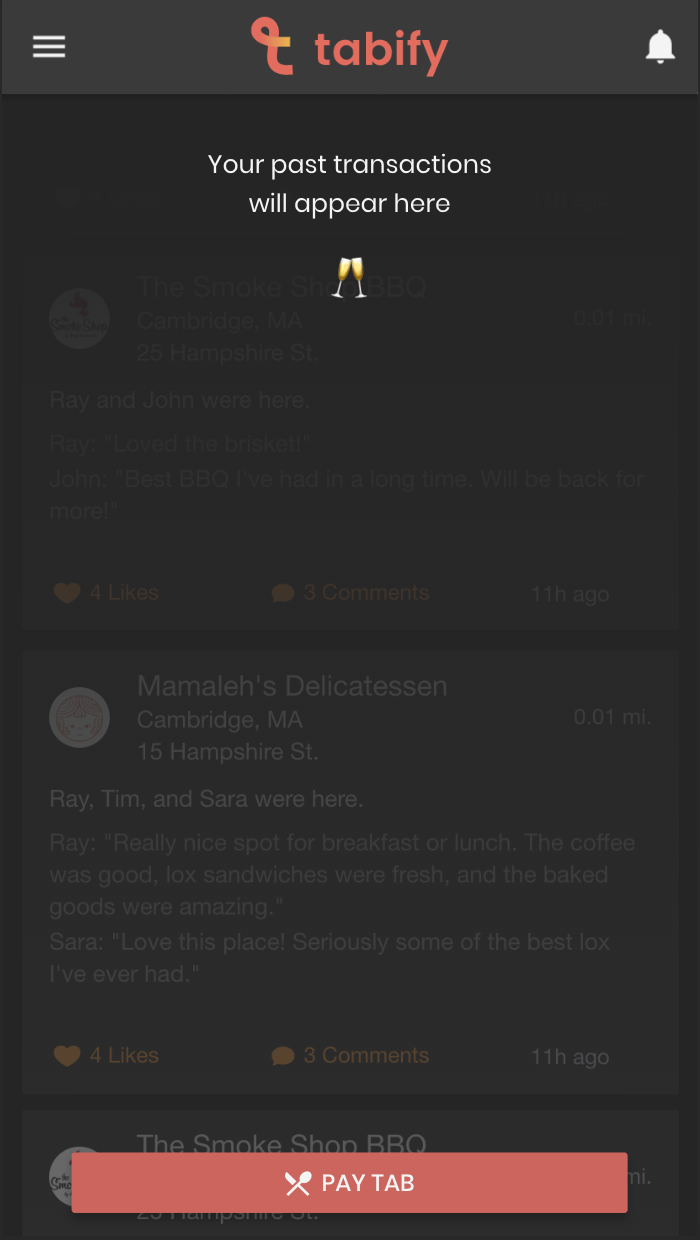 tabify
Your past transactions
will appear here
The Smoke Shop BBQ
Cambridge, MA
0.01 mi.
25 Hampshire St.
Ray and John were here.
Ray: "Loved the brisket!"
John: "Best BBQ I've had in a long time. Will be back for
more!"
4 Likes
3 Comments
11h ago
Mamaleh's Delicatessen
Cambridge, MA
0.01 mi.
15 Hampshire St.
Ray, Tim, and Sara were here.
Ray: "Really nice spot for breakfast or lunch. The coffee
was good, lox sandwiches were fresh, and the baked
goods were amazing."
Sara: "Love this place! Seriously some of the best lox
I've ever had."
4 Likes
3 Comments
11h ago
The Smoke Shop BBQ
mi.
PAY TAB
25 Hampshire St.